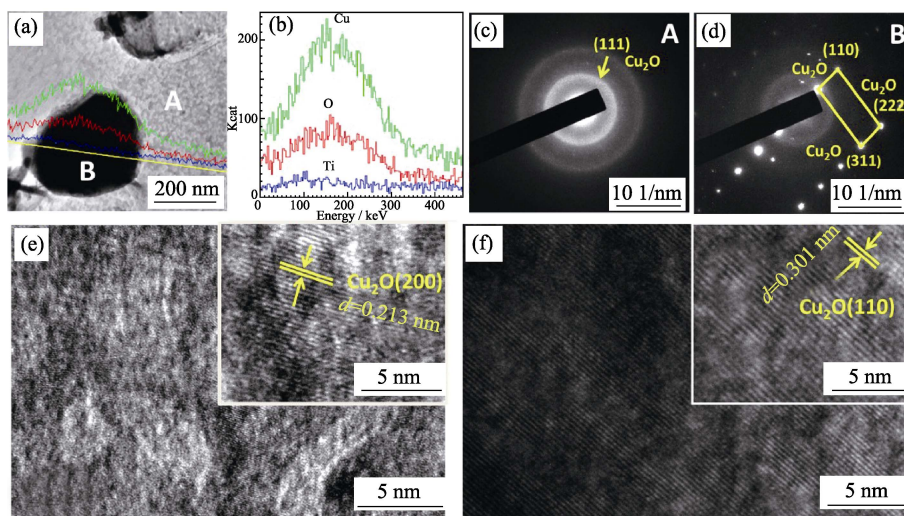 (a)
A
B
200 nm
(b)
Cu
O
Ti
200
100
0
Kcat
0
100
200
300
400
Energy / keV
(c)
A
(111)
Cu₂O
10 1/nm
(d)
B
(110)
Cu₂O
Cu₂O
(222)
Cu₂O
(311)
10 1/nm
(e)
Cu₂O(200)
d=0.213 nm
5 nm
5 nm
(f)
d=0.301 nm
Cu₂O(110)
5 nm
5 nm